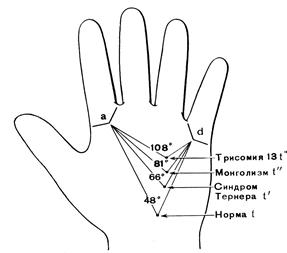 a
d
108°
81°
66°
48°
Трисомия 13 t‴
Монголизм t″
Синдром
Тернера t′
Норма t